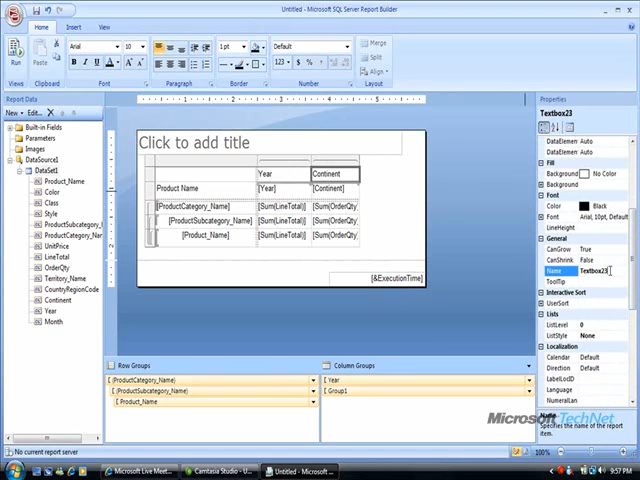 Untitled - Microsoft SQL Server Report Builder
Home
Insert
View
Run
Paste
Arial
10
1 pt
Default
Merge
Split
Align
Views
Clipboard
Font
Paragraph
Border
Number
Layout
Report Data
New
Edit...
Built-in Fields
Parameters
Images
DataSource1
DataSet1
Product_Name
Color
Class
Style
ProductSubcategory_
ProductCategory_Nam
UnitPrice
LineTotal
OrderQty
Territory_Name
CountryRegionCode
Continent
Year
Month
Click to add title
Year
Continent
Product Name
[Year]
[Continent]
[ProductCategory_Name]
[Sum(LineTotal)]
[Sum(OrderQty
[ProductSubcategory_Name]
[Sum(LineTotal)]
[Sum(OrderQty
[Product_Name]
[Sum(LineTotal)]
[Sum(OrderQty
[&ExecutionTime]
Row Groups
Column Groups
(ProductCategory_Name)
(ProductSubcategory_Name)
Product_Name
Year
Group1
Properties
Textbox23
DataElemen Auto
DataElemen Auto
Fill
Background No Color
Background
Font
Color Black
Font Arial, 10pt, Default
LineHeight
General
CanGrow True
CanShrink False
Name Textbox23
ToolTip
Interactive Sort
UserSort
Lists
ListLevel 0
ListStyle None
Localization
Calendar Default
Direction Default
LabelLocID
Language
NumeralLan
Microsoft TechNet
Name
Specifies the name of the report item.
No current report server
100%
Microsoft Live Meet...
Camtasia Studio - U...
Untitled - Microsoft ...
9:57 PM